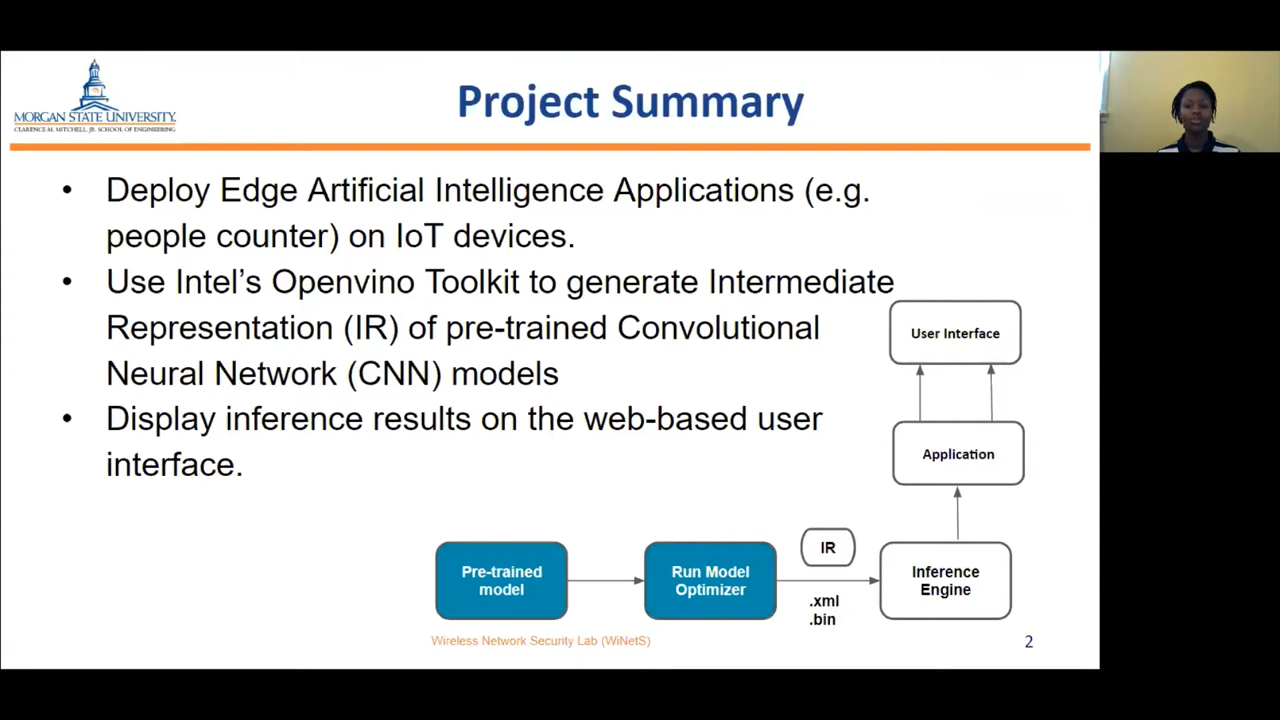 MORGAN STATE UNIVERSITY
CLARENCE M. MITCHELL, JR. SCHOOL OF ENGINEERING
Project Summary
• Deploy Edge Artificial Intelligence Applications (e.g.
people counter) on IoT devices.
• Use Intel's Openvino Toolkit to generate Intermediate
Representation (IR) of pre-trained Convolutional
Neural Network (CNN) models
• Display inference results on the web-based user
interface.
User Interface
Application
Pre-trained
model
Run Model
Optimizer
IR
.xml
.bin
Inference
Engine
Wireless Network Security Lab (WiNetS)
2